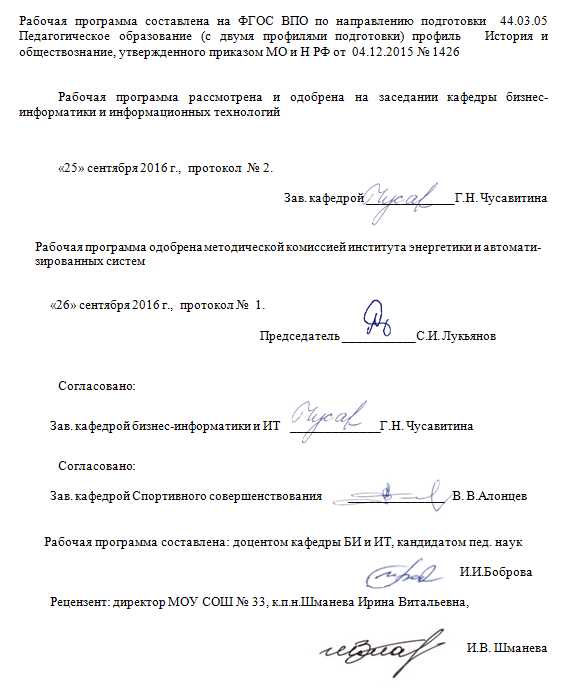 Рабочая программа составлена на ФГОС ВПО по направлению подготовки 44.03.05
Педагогическое образование (с двумя профилями подготовки) профиль История и
обществознание, утвержденного приказом МО и Н РФ от 04.12.2015 № 1426
Рабочая программа рассмотрена и одобрена на заседании кафедры бизнес-
информатики и информационных технологий
«25» сентября 2016 г., протокол № 2.
Зав. кафедрой Чусав Г.Н. Чусавитина
Рабочая программа одобрена методической комиссией института энергетики и автомати-
зированных систем
«26» сентября 2016 г., протокол № 1.
Председатель ____________ С.И. Лукьянов
Согласовано:
Зав. кафедрой бизнес-информатики и ИТ Чусав Г.Н. Чусавитина
Согласовано:
Зав. кафедрой Спортивного совершенствования ________________ В. В.Алонцев
Рабочая программа составлена: доцентом кафедры БИ и ИТ, кандидатом пед. наук
И.И.Боброва
Рецензент: директор МОУ СОШ № 33, к.п.н.Шманева Ирина Витальевна,
И.В. Шманева